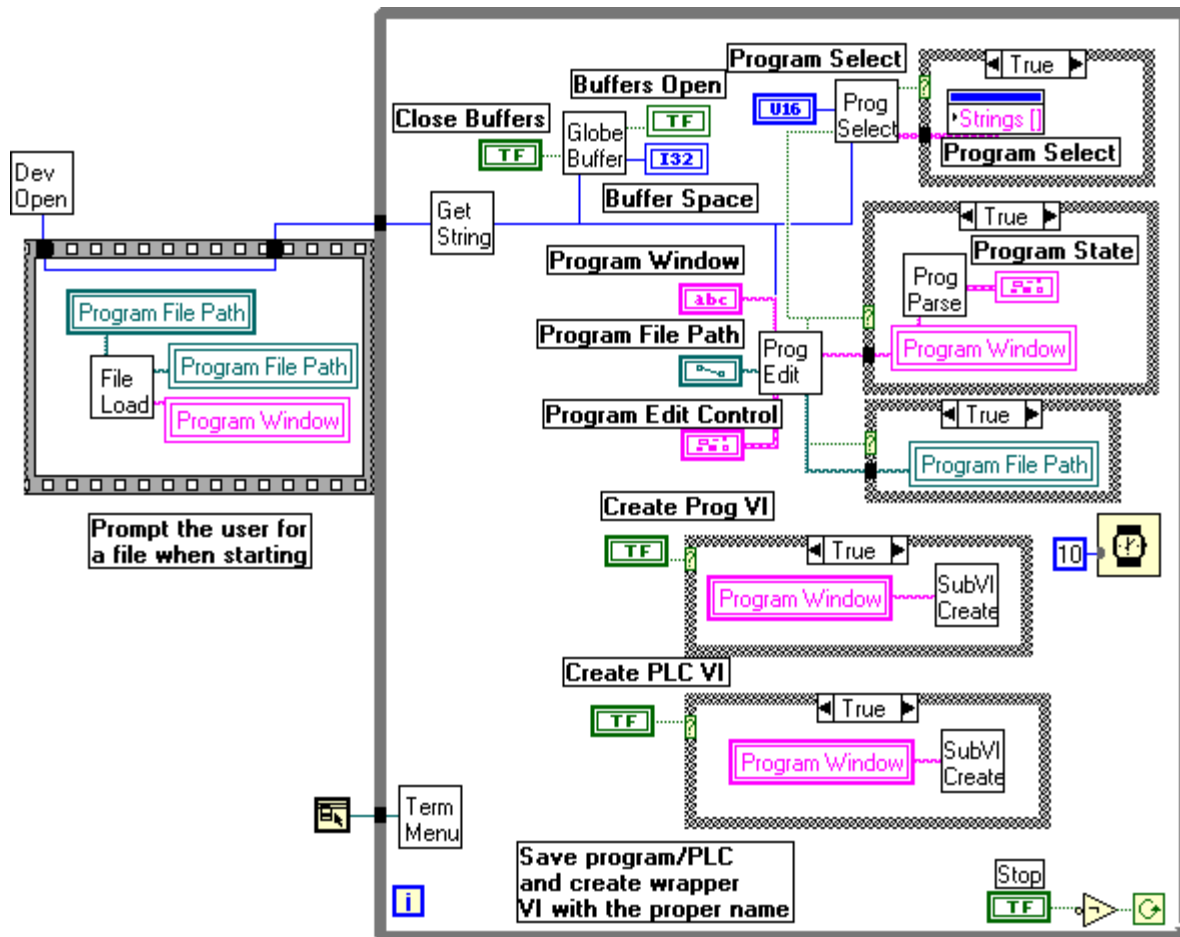 Program Select
True
Buffers Open
Prog
Select
U16
Strings []
Close Buffers
TF
Globe
Buffer
TF
I32
Program Select
Dev
Open
Get
String
Buffer Space
True
Program Window
abc
Program State
Prog
Parse
Program File Path
Program File Path
Prog
Edit
Program Window
File
Load
Program File Path
Program Window
Program Edit Control
True
Program File Path
Prompt the user for
a file when starting
Create Prog VI
TF
True
10
Program Window
SubVI
Create
Create PLC VI
TF
True
Program Window
SubVI
Create
Term
Menu
Save program/PLC
and create wrapper
VI with the proper name
Stop
TF
i